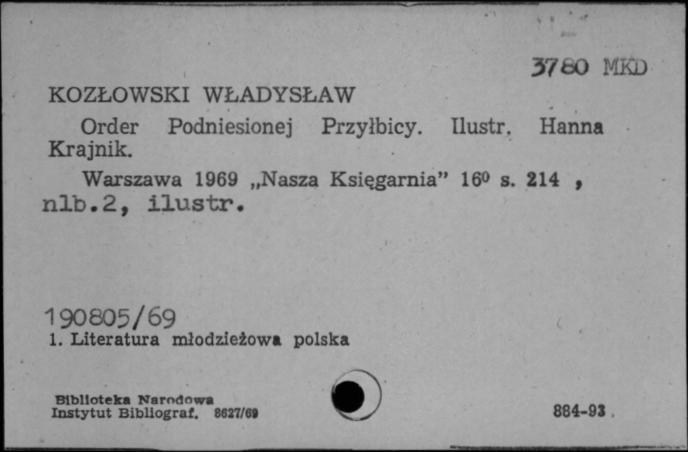 3780 MKD
KOZŁOWSKI WŁADYSŁAW
Order Podniesionej Przyłbicy. Ilustr. Hanna
Krajnik.
Warszawa 1969 „Nasza Księgarnia” 16⁰ s. 214 ,
nlb.2, ilustr.
190805/69
1. Literatura młodzieżowa polska
Biblioteka Narodowa
Instytut Bibliograf. 8627/69
884-93.